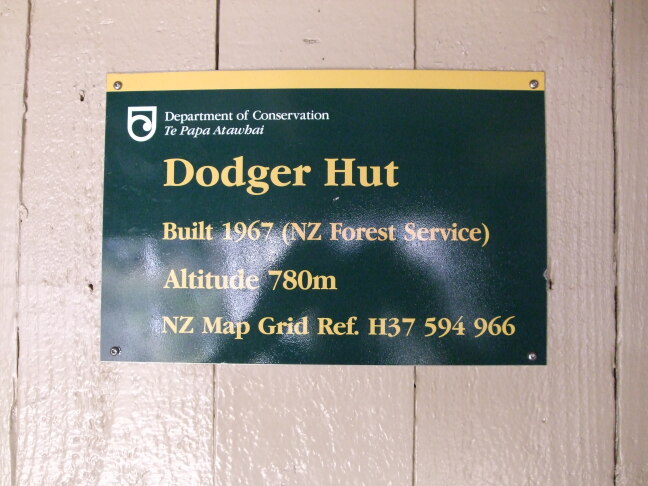 Department of Conservation
Te Papa Atawhai
Dodger Hut
Built 1967 (NZ Forest Service)
Altitude 780m
NZ Map Grid Ref. H37 594 966